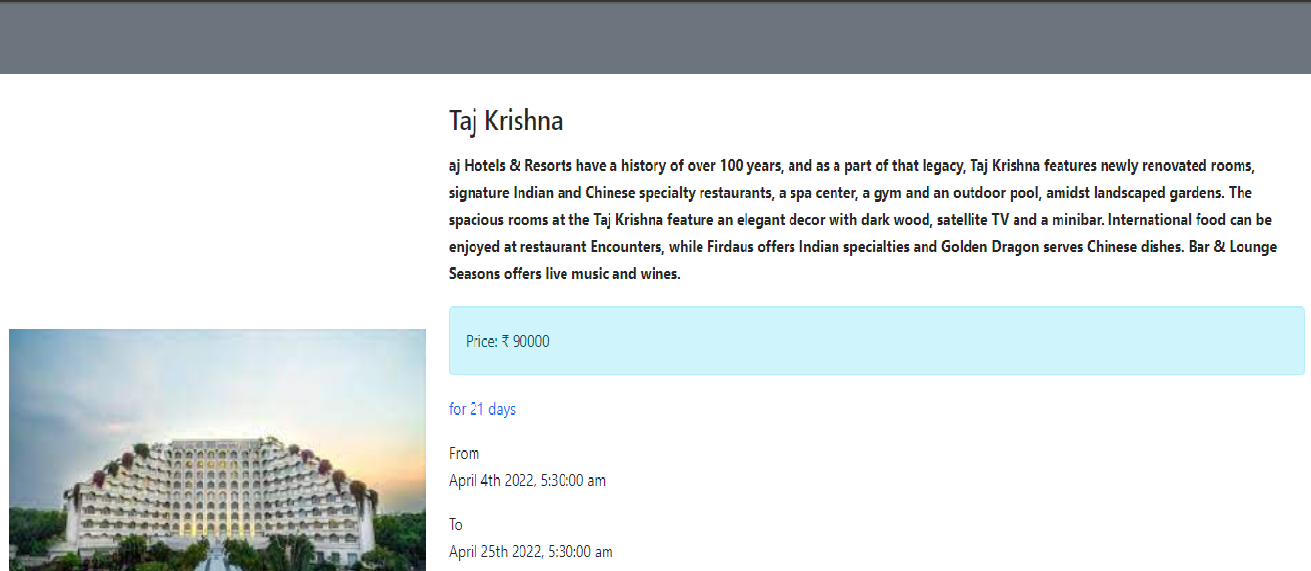 Taj Krishna
aj Hotels & Resorts have a history of over 100 years, and as a part of that legacy, Taj Krishna features newly renovated rooms,
signature Indian and Chinese specialty restaurants, a spa center, a gym and an outdoor pool, amidst landscaped gardens. The
spacious rooms at the Taj Krishna feature an elegant decor with dark wood, satellite TV and a minibar. International food can be
enjoyed at restaurant Encounters, while Firdaus offers Indian specialties and Golden Dragon serves Chinese dishes. Bar & Lounge
Seasons offers live music and wines.
Price: ₹ 90000
for 21 days
From
April 4th 2022, 5:30:00 am
To
April 25th 2022, 5:30:00 am